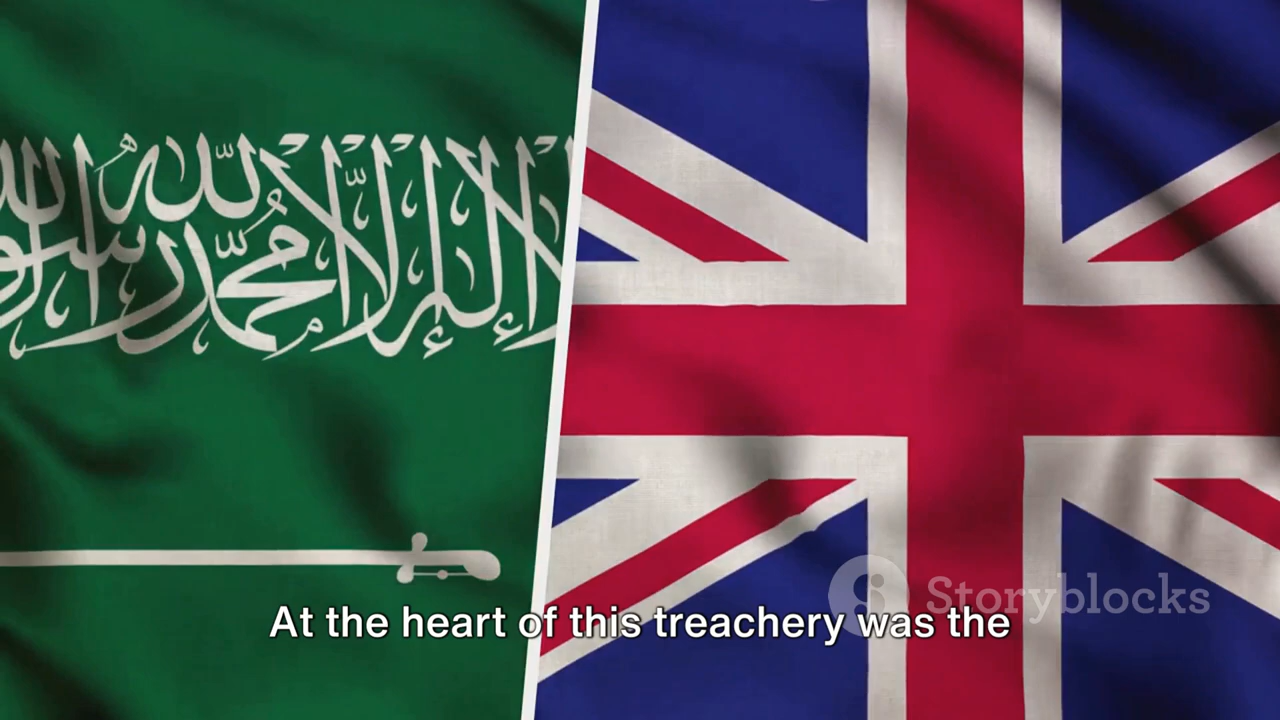 لا إله إلا الله محمد رسول الله
Storyblocks
At the heart of this treachery was the